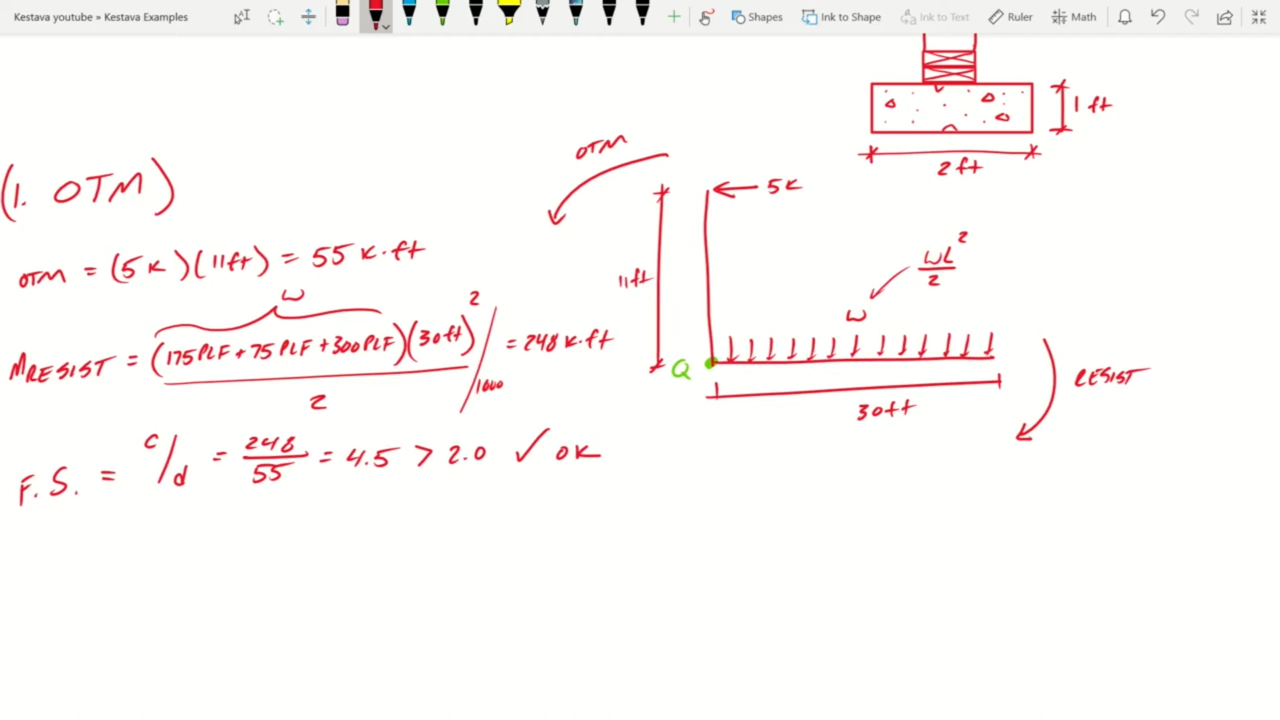 Kestava youtube » Kestava Examples
Shapes
Ink to Shape
Ink to Text
Ruler
Math
1 ft
2 ft
(1. OTM)
OTM = (5K)(11ft) = 55 K·ft
W
MRESIST = (175PLF + 75PLF + 300PLF)(30ft)² / 2 / 1000 = 248 K·ft
F.S. = C/d = 248/55 = 4.5 > 2.0 ✓ OK
OTM
5K
11ft
WL²/2
W
Q
30ft
RESIST